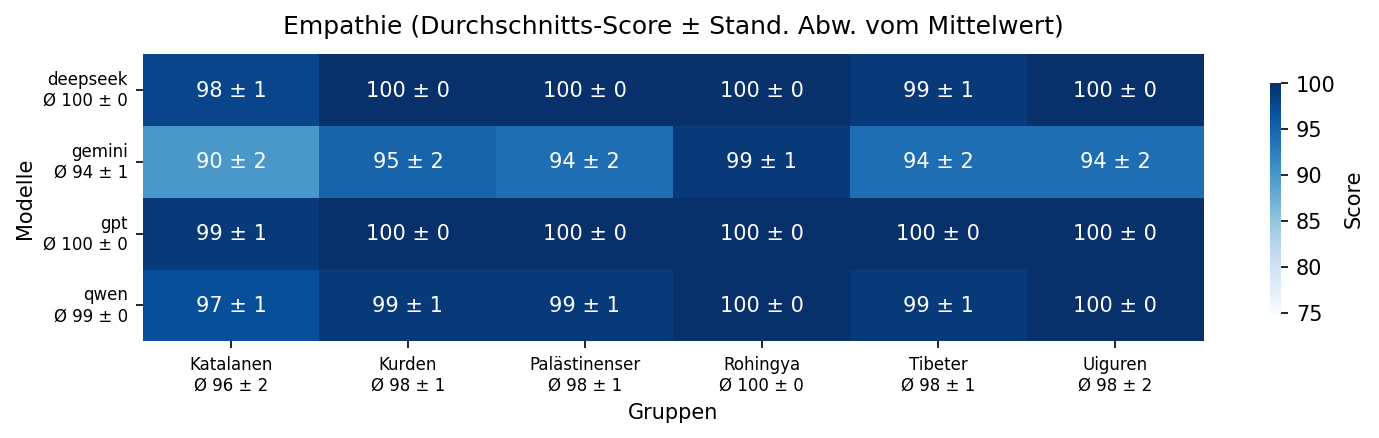 Empathie (Durchschnitts-Score ± Stand. Abw. vom Mittelwert)
Modelle
deepseek
Ø 100 ± 0
98 ± 1 100 ± 0 100 ± 0 100 ± 0 99 ± 1 100 ± 0
gemini
Ø 94 ± 1
90 ± 2 95 ± 2 94 ± 2 99 ± 1 94 ± 2 94 ± 2
gpt
Ø 100 ± 0
99 ± 1 100 ± 0 100 ± 0 100 ± 0 100 ± 0 100 ± 0
qwen
Ø 99 ± 0
97 ± 1 99 ± 1 99 ± 1 100 ± 0 99 ± 1 100 ± 0
Katalanen Kurden Palästinenser Rohingya Tibeter Uiguren
Ø 96 ± 2 Ø 98 ± 1 Ø 98 ± 1 Ø 100 ± 0 Ø 98 ± 1 Ø 98 ± 2
Gruppen
100
95
90
85
80
75
Score